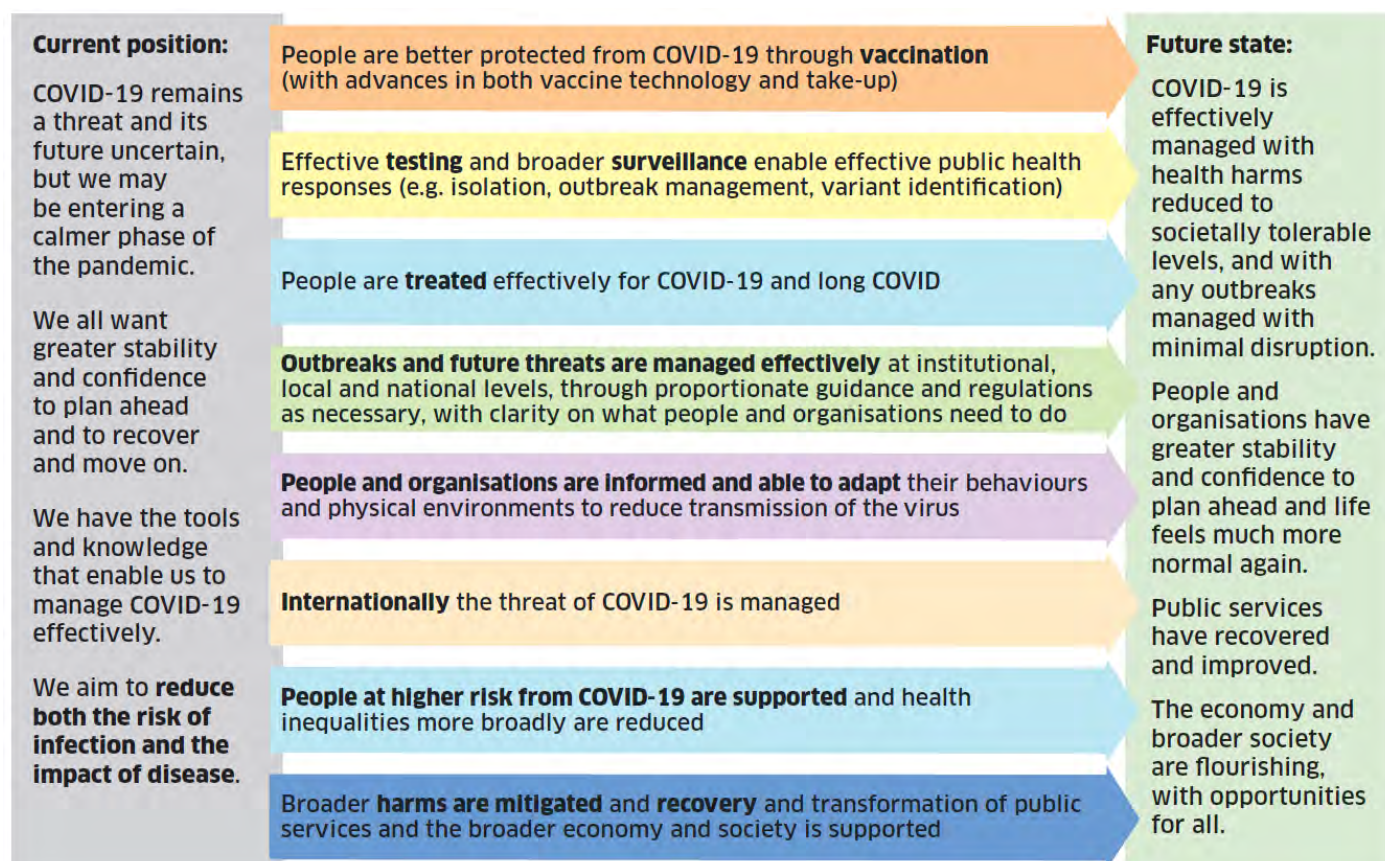 Current position:
COVID-19 remains
a threat and its
future uncertain,
but we may
be entering a
calmer phase of
the pandemic.
We all want
greater stability
and confidence
to plan ahead
and to recover
and move on.
We have the tools
and knowledge
that enable us to
manage COVID-19
effectively.
We aim to reduce
both the risk of
infection and the
impact of disease.
People are better protected from COVID-19 through vaccination
(with advances in both vaccine technology and take-up)
Effective testing and broader surveillance enable effective public health
responses (e.g. isolation, outbreak management, variant identification)
People are treated effectively for COVID-19 and long COVID
Outbreaks and future threats are managed effectively at institutional,
local and national levels, through proportionate guidance and regulations
as necessary, with clarity on what people and organisations need to do
People and organisations are informed and able to adapt their behaviours
and physical environments to reduce transmission of the virus
Internationally the threat of COVID-19 is managed
People at higher risk from COVID-19 are supported and health
inequalities more broadly are reduced
Broader harms are mitigated and recovery and transformation of public
services and the broader economy and society is supported
Future state:
COVID-19 is
effectively
managed with
health harms
reduced to
societally tolerable
levels, and with
any outbreaks
managed with
minimal disruption.
People and
organisations have
greater stability
and confidence to
plan ahead and life
feels much more
normal again.
Public services
have recovered
and improved.
The economy and
broader society
are flourishing,
with opportunities
for all.